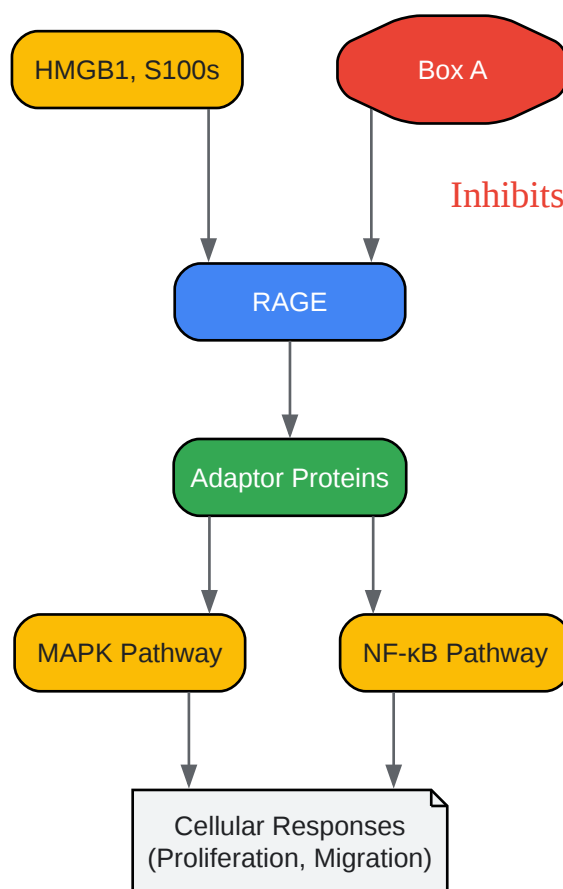 HMGB1, S100s
Box A
Inhibits
RAGE
Adaptor Proteins
MAPK Pathway
NF-κB Pathway
Cellular Responses
(Proliferation, Migration)